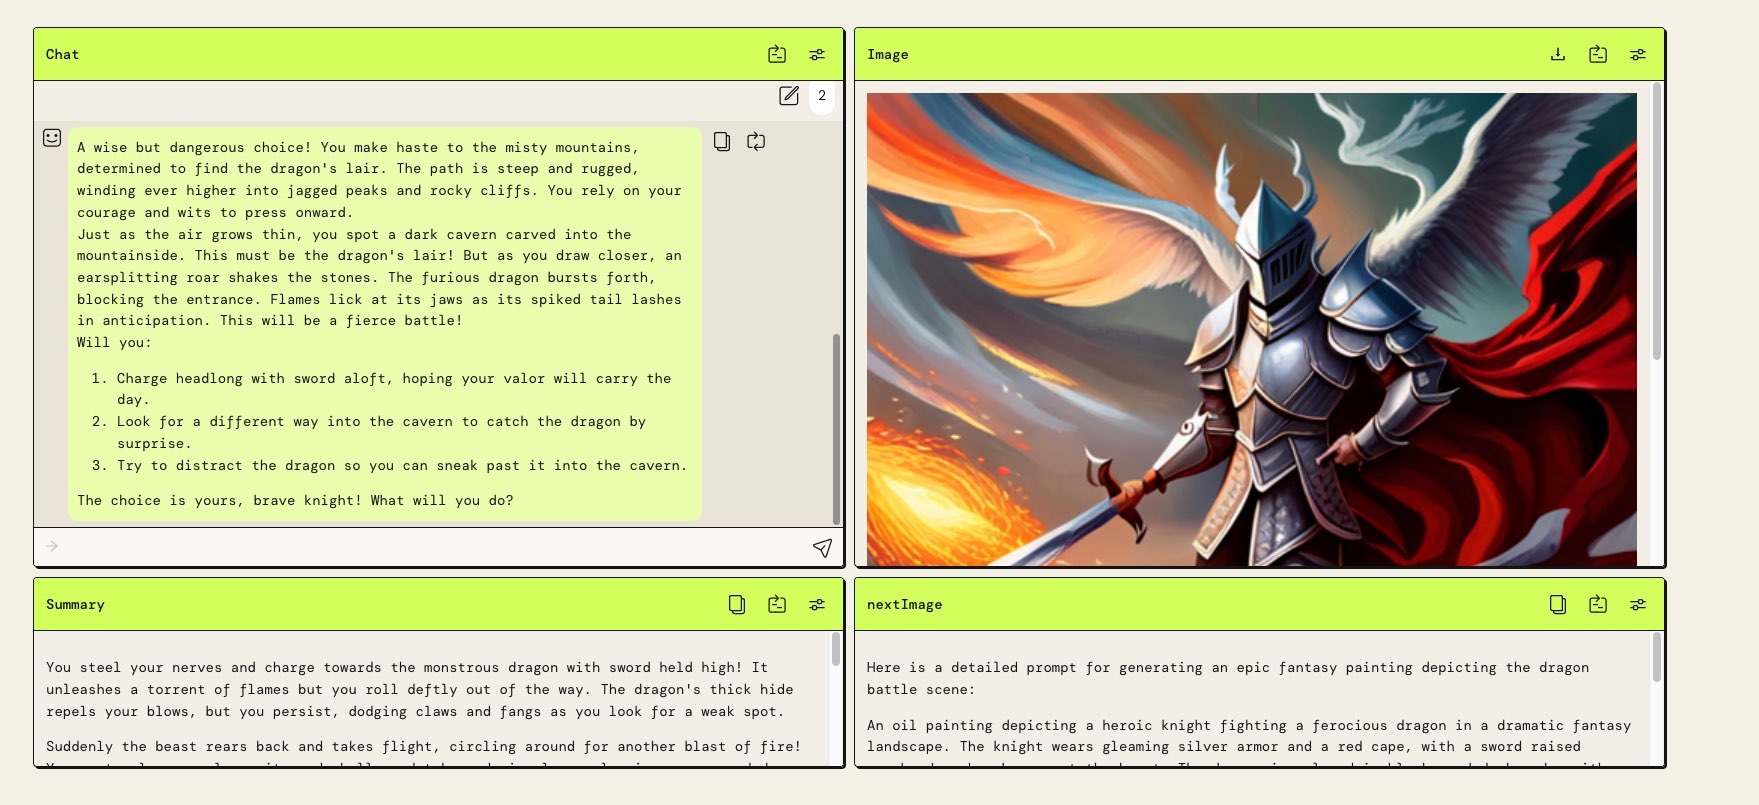 Chat
2
A wise but dangerous choice! You make haste to the misty mountains,
determined to find the dragon's lair. The path is steep and rugged,
winding ever higher into jagged peaks and rocky cliffs. You rely on your
courage and wits to press onward.
Just as the air grows thin, you spot a dark cavern carved into the
mountainside. This must be the dragon's lair! But as you draw closer, an
earsplitting roar shakes the stones. The furious dragon bursts forth,
blocking the entrance. Flames lick at its jaws as its spiked tail lashes
in anticipation. This will be a fierce battle!
Will you:
1. Charge headlong with sword aloft, hoping your valor will carry the
day.
2. Look for a different way into the cavern to catch the dragon by
surprise.
3. Try to distract the dragon so you can sneak past it into the cavern.
The choice is yours, brave knight! What will you do?
Image
Summary
You steel your nerves and charge towards the monstrous dragon with sword held high! It
unleashes a torrent of flames but you roll deftly out of the way. The dragon's thick hide
repels your blows, but you persist, dodging claws and fangs as you look for a weak spot.
Suddenly the beast rears back and takes flight, circling around for another blast of fire!
nextImage
Here is a detailed prompt for generating an epic fantasy painting depicting the dragon
battle scene:
An oil painting depicting a heroic knight fighting a ferocious dragon in a dramatic fantasy
landscape. The knight wears gleaming silver armor and a red cape, with a sword raised